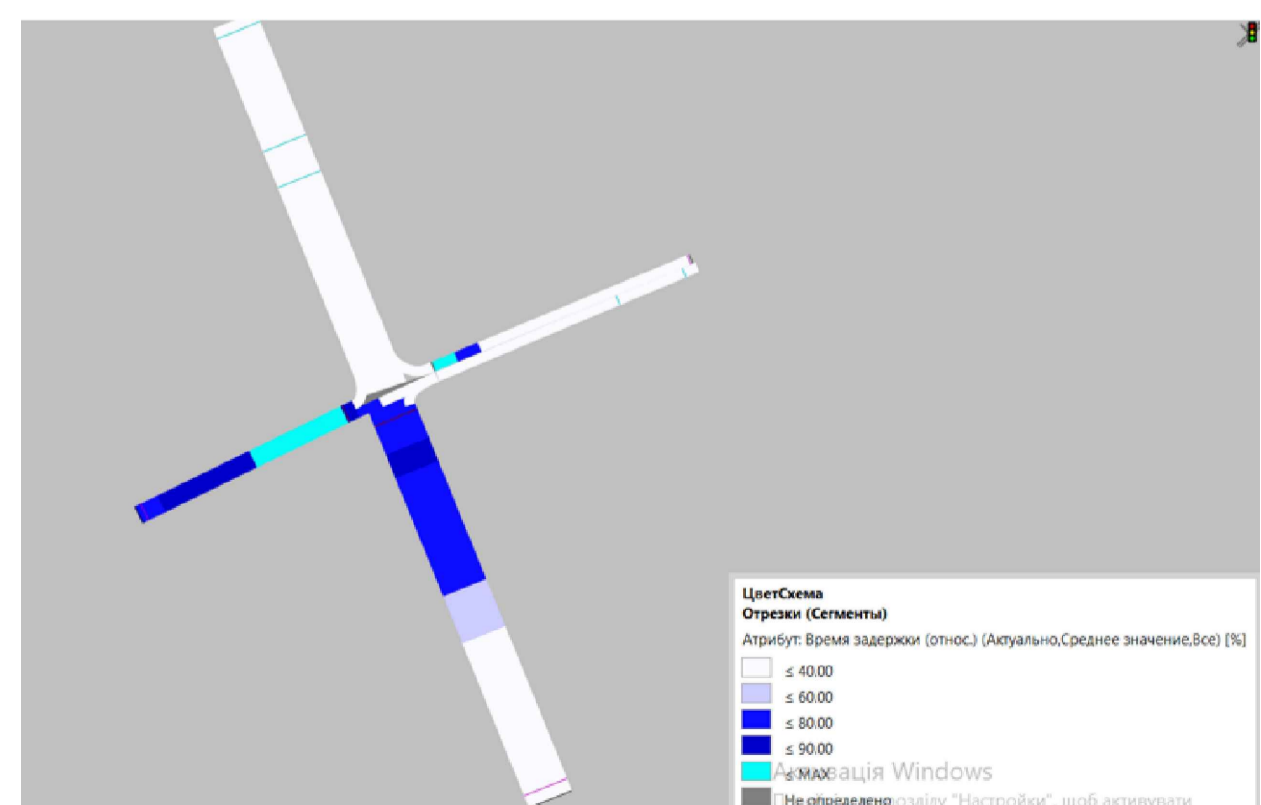 ЦветСхема
Отрезки (Сегменты)
Атрибут: Время задержки (относ.) (Актуально,Среднее значение,Все) [%]
≤ 40.00
≤ 60.00
≤ 80.00
≤ 90.00
≤ MAX
Активація Windows
Не определено
розділу "Настройки", щоб активувати